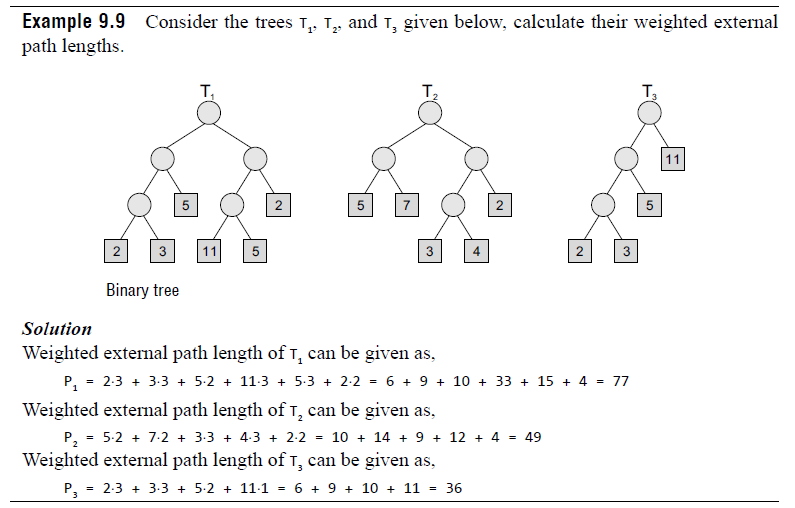 Example 9.9 Consider the trees T₁, T₂, and T₃ given below, calculate their weighted external
path lengths.
T₁ T₂ T₃
11
5 2 5 7 2 5
2 3 11 5 3 4 2 3
Binary tree
Solution
Weighted external path length of T₁ can be given as,
P₁ = 2·3 + 3·3 + 5·2 + 11·3 + 5·3 + 2·2 = 6 + 9 + 10 + 33 + 15 + 4 = 77
Weighted external path length of T₂ can be given as,
P₂ = 5·2 + 7·2 + 3·3 + 4·3 + 2·2 = 10 + 14 + 9 + 12 + 4 = 49
Weighted external path length of T₃ can be given as,
P₃ = 2·3 + 3·3 + 5·2 + 11·1 = 6 + 9 + 10 + 11 = 36